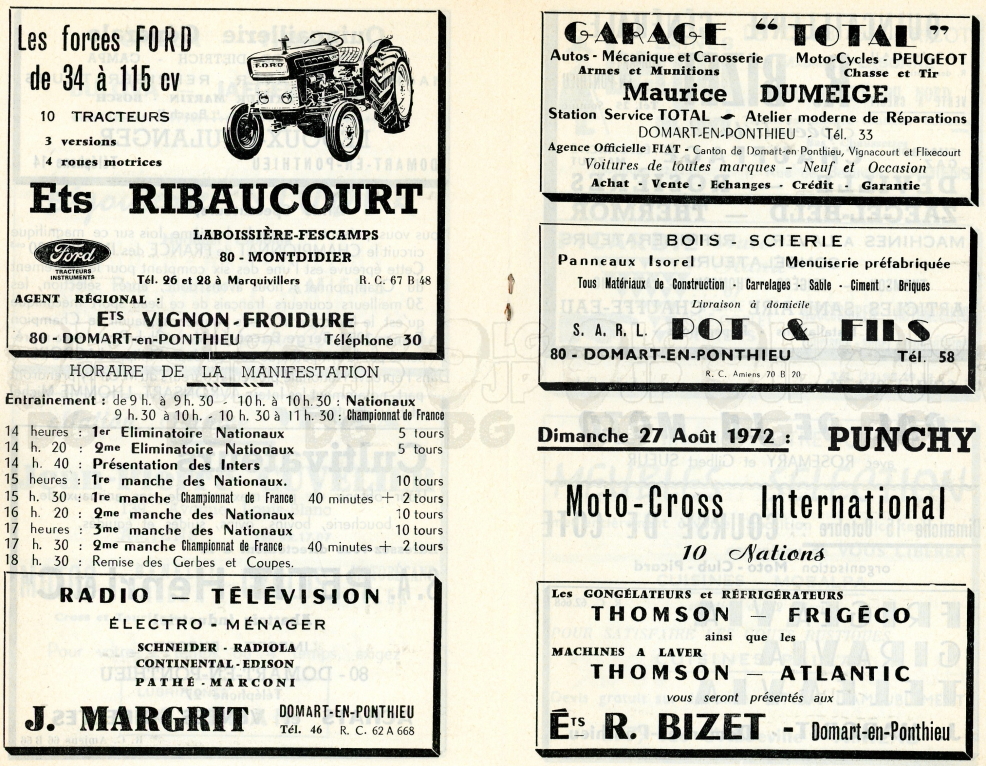 Les forces FORD
de 34 à 115 cv
FORD
10 TRACTEURS
3 versions
4 roues motrices
Ets RIBAUCOURT
LABOISSIÈRE-FESCAMPS
80 - MONTDIDIER
Ford
TRACTEURS
INSTRUMENTS
Tél. 26 et 28 à Marquivillers R. C. 67 B 48
AGENT RÉGIONAL :
ETS VIGNON-FROIDURE
80 - DOMART-en-PONTHIEU Téléphone 30
HORAIRE DE LA MANIFESTATION
Entraînement : de 9 h. à 9 h. 30 - 10 h. à 10 h. 30 : Nationaux
9 h. 30 à 10 h. - 10 h. 30 à 11 h. 30 : Championnat de France
14 heures : 1er Eliminatoire Nationaux 5 tours
14 h. 20 : 2me Eliminatoire Nationaux 5 tours
14 h. 40 : Présentation des Inters
15 heures : 1re manche des Nationaux. 10 tours
15 h. 30 : 1re manche Championnat de France 40 minutes + 2 tours
16 h. 20 : 2me manche des Nationaux 10 tours
17 heures : 3me manche des Nationaux 10 tours
17 h. 30 : 2me manche Championnat de France 40 minutes + 2 tours
18 h. 30 : Remise des Gerbes et Coupes.
RADIO — TÉLÉVISION
ÉLECTRO - MÉNAGER
SCHNEIDER - RADIOLA
CONTINENTAL-EDISON
PATHÉ-MARCONI
J. MARGRIT DOMART-EN-PONTHIEU
Tél. 46 R. C. 62 A 668
GARAGE "TOTAL"
Autos - Mécanique et Carosserie Moto-Cycles - PEUGEOT
Armes et Munitions Chasse et Tir
Maurice DUMEIGE
Station Service TOTAL - Atelier moderne de Réparations
DOMART-EN-PONTHIEU - Tél. 33
Agence Officielle FIAT - Canton de Domart-en-Ponthieu, Vignacourt et Flixecourt
Voitures de toutes marques - Neuf et Occasion
Achat - Vente - Echanges - Crédit - Garantie
BOIS - SCIERIE
Panneaux Isorel Menuiserie préfabriquée
Tous Matériaux de Construction - Carrelages - Sable - Ciment - Briques
Livraison à domicile
S. A. R. L. POT & FILS
80 - DOMART-EN-PONTHIEU Tél. 58
R. C. Amiens 70 B 20
Dimanche 27 Août 1972 : PUNCHY
Moto-Cross International
10 Nations
Les GONGÉLATEURS et RÉFRIGÉRATEURS
THOMSON — FRIGÉCO
ainsi que les
MACHINES A LAVER
THOMSON — ATLANTIC
vous seront présentés aux
ETS R. BIZET - Domart-en-Ponthieu